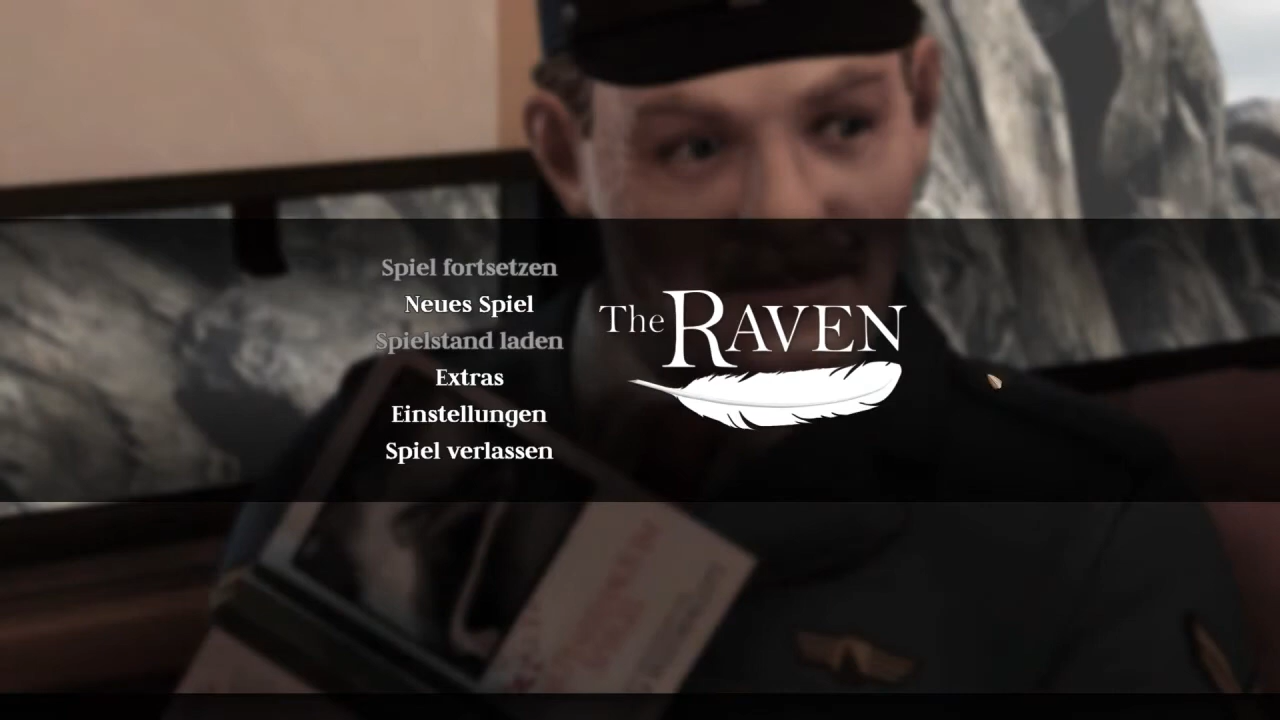 Spiel fortsetzen
Neues Spiel
Spielstand laden
Extras
Einstellungen
Spiel verlassen
The RAVEN